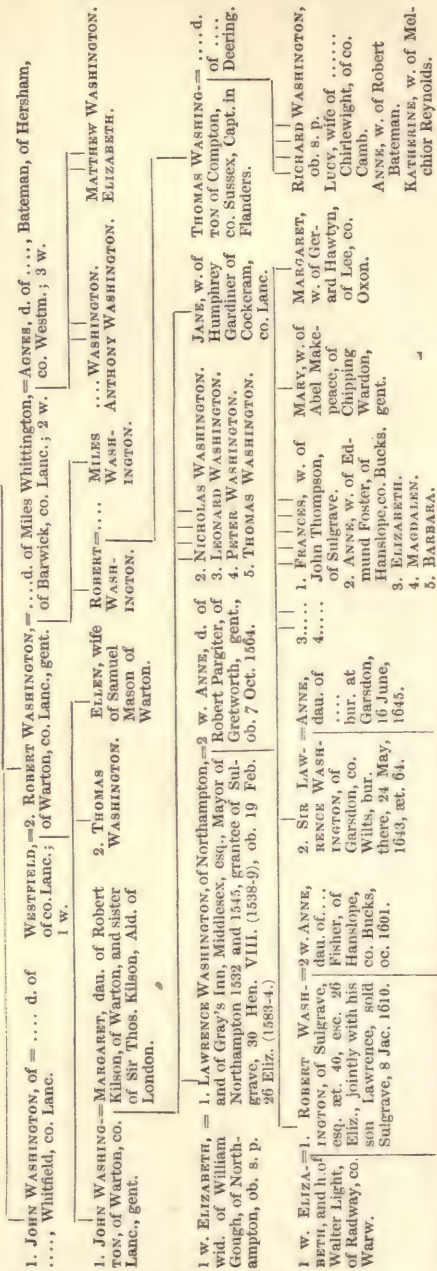 1. JOHN WASHINGTON, of = .... d. of
...., Whitfield, co. Lanc.
WESTFIELD,=2. ROBERT WASHINGTON,=....d. of Miles Whittington,=AGNES, d. of ...., Bateman, of Hersham,
of co. Lanc.; of Warton, co. Lanc., gent. of Barwick, co. Lanc.; 2 w. co. Westm.; 3 w.
1 w.
1. JOHN WASHING-=MARGARET, dau. of Robert
TON, of Warton, co. Kilson, of Warton, and sister
Lanc., gent. of Sir Thos. Kilson, Ald. of
London.
2. THOMAS
WASHINGTON.
ELLEN, wife
of Samuel
Mason of
Warton.
ROBERT=....
WASH-
INGTON.
MILES
WASH-
INGTON.
.... WASHINGTON.
ANTHONY WASHINGTON.
MATTHEW WASHINGTON.
ELIZABETH.
1 w. ELIZABETH, =
wid. of William
Gough, of North-
ampton, ob. s. p.
1. LAWRENCE WASHINGTON, of Northampton,=2 w. ANNE, d. of
and of Gray's Inn, Middlesex, esq., Mayor of Robert Pargiter, of
Northampton 1532 and 1545, grantee of Sul- Gretworth, gent.,
grave, 30 Hen. VIII. (1538-9), ob. 19 Feb. ob. 7 Oct. 1564.
26 Eliz. (1583-4.)
2. NICHOLAS WASHINGTON.
3. LEONARD WASHINGTON.
4. PETER WASHINGTON.
5. THOMAS WASHINGTON.
JANE, w. of
Humphrey
Gardiner of
Cockeram,
co. Lanc.
THOMAS WASHING-=....d.
TON of Compton, of ....
co. Sussex, Capt. in Deering.
Flanders.
1 w. ELIZA-=1. ROBERT WASH-=2 w. ANNE,
BETH, and h.of INGTON, of Sulgrave, dau. of....
Walter Light, esq. æt. 40, esc. 26 Fisher, of
of Radway, co. Eliz., jointly with his Hanslope,
Warw. son Lawrence, sold co. Bucks,
Sulgrave, 8 Jac. 1610. oc. 1601.
2. SIR LAW-=ANNE,
RENCE WASH- dau. of
INGTON, of ....
Garsdon, co. bur. at
Wilts, bur. Garsdon,
there, 24 May, 16 June,
1643, æt. 64. 1645.
3.....
4.....
1. FRANCES, w. of
John Thompson,
of Sulgrave.
2. ANNE, w. of Ed-
mund Foster, of
Hanslope, co. Bucks.
3. ELIZABETH.
4. MAGDALEN.
5. BARBARA.
MARY, w. of
Abel Make-
peace, of
Chipping
Wardon,
gent.
MARGARET,
w. of Ger-
ard Hawtyn,
of Lee, co.
Oxon.
RICHARD WASHINGTON,
ob. s. p.
LUCY, wife of ......
Chirlewight, of co.
Camb.
ANNE, w. of Robert
Bateman.
KATHERINE, w. of Mel-
chior Reynolds.